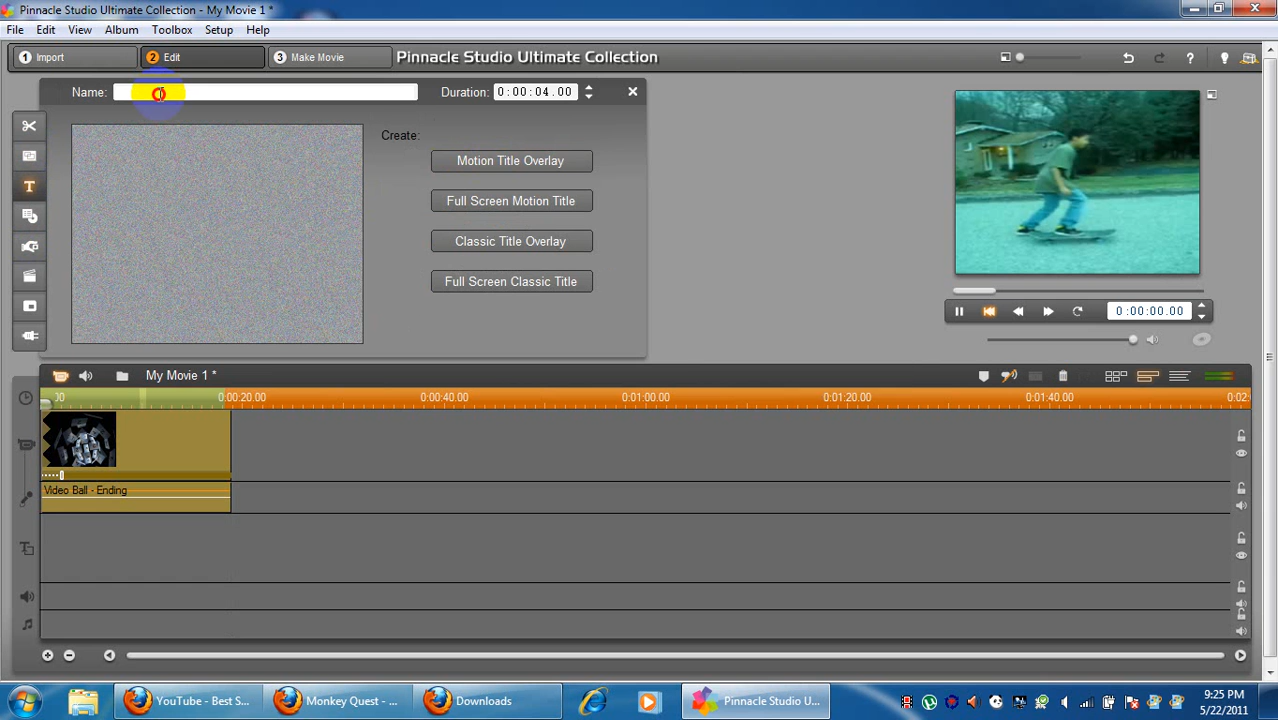 Pinnacle Studio Ultimate Collection - My Movie 1 *
File Edit View Album Toolbox Setup Help
1 Import 2 Edit 3 Make Movie Pinnacle Studio Ultimate Collection
Name: Duration: 0:00:04.00
Create:
Motion Title Overlay
Full Screen Motion Title
Classic Title Overlay
Full Screen Classic Title
0:00:00.00
My Movie 1 *
00 0:00:20.00 0:00:40.00 0:01:00.00 0:01:20.00 0:01:40.00 0:02:
Video Ball - Ending
YouTube - Best S... Monkey Quest - ... Downloads Pinnacle Studio U...
9:25 PM
5/22/2011